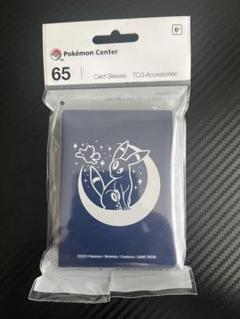 Pokémon Center
6+
65
Card Sleeves TCG Accessories
©2023 Pokémon / Nintendo / Creatures / GAME FREAK